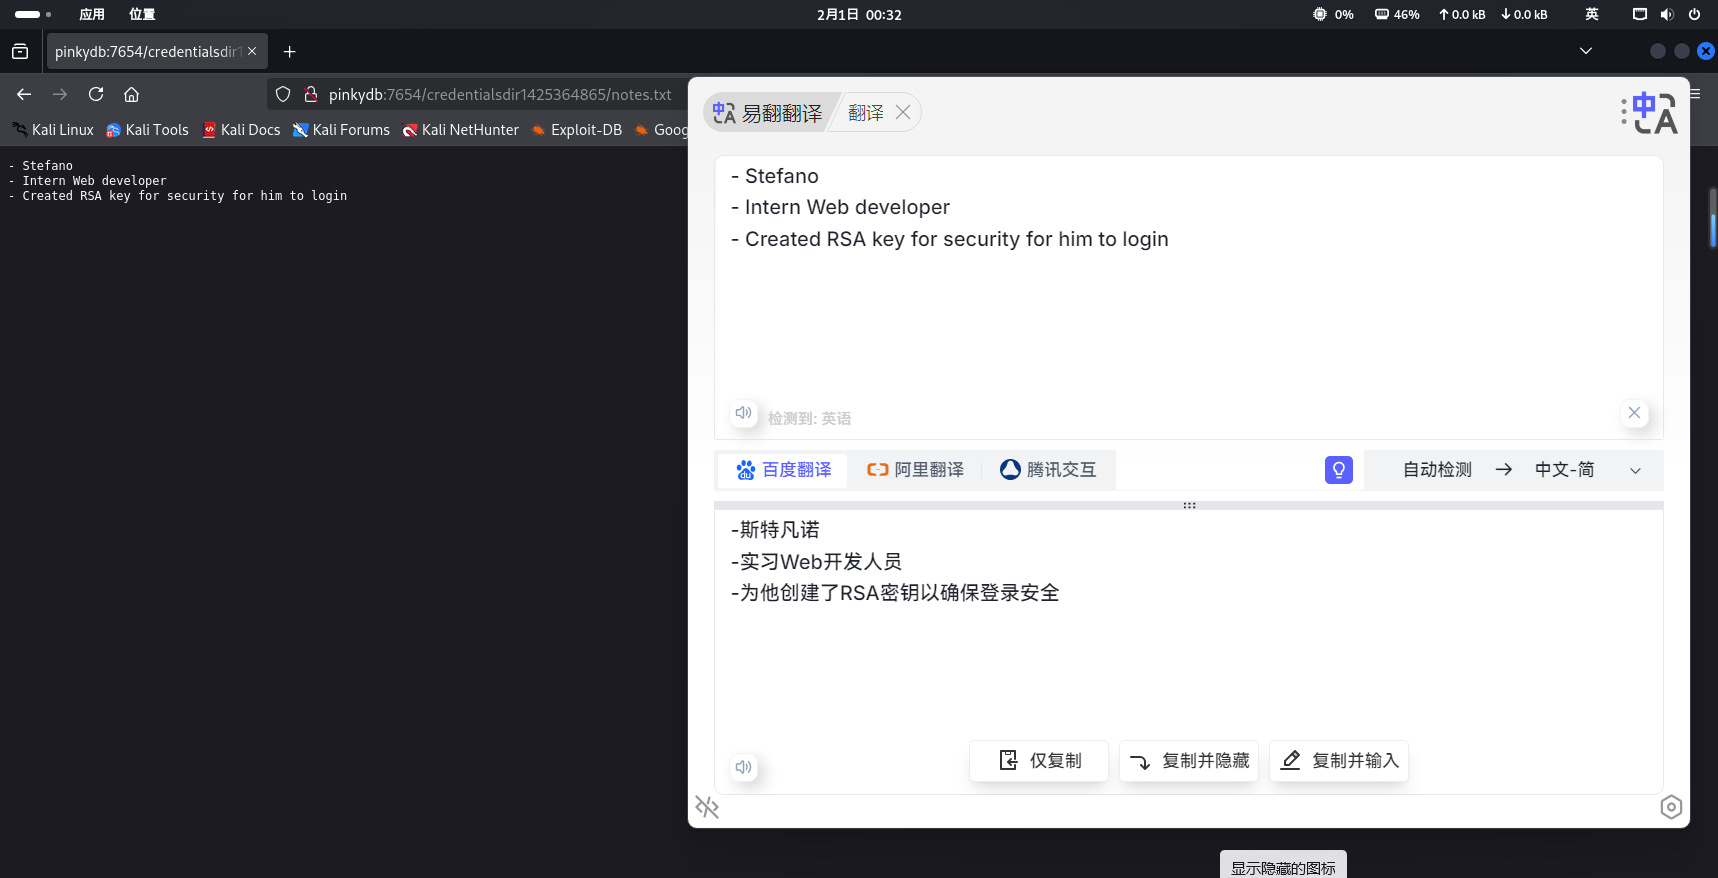 应用 位置 2月1日 00:32 0% 46% 0.0 kB 0.0 kB 英
pinkydb:7654/credentialsdir1
pinkydb:7654/credentialsdir1425364865/notes.txt
Kali Linux Kali Tools Kali Docs Kali Forums Kali NetHunter Exploit-DB Goog
- Stefano
- Intern Web developer
- Created RSA key for security for him to login
易翻翻译 翻译
- Stefano
- Intern Web developer
- Created RSA key for security for him to login
检测到: 英语
百度翻译 阿里翻译 腾讯交互 自动检测 → 中文-简
-斯特凡诺
-实习Web开发人员
-为他创建了RSA密钥以确保登录安全
仅复制 复制并隐藏 复制并输入
显示隐藏的图标